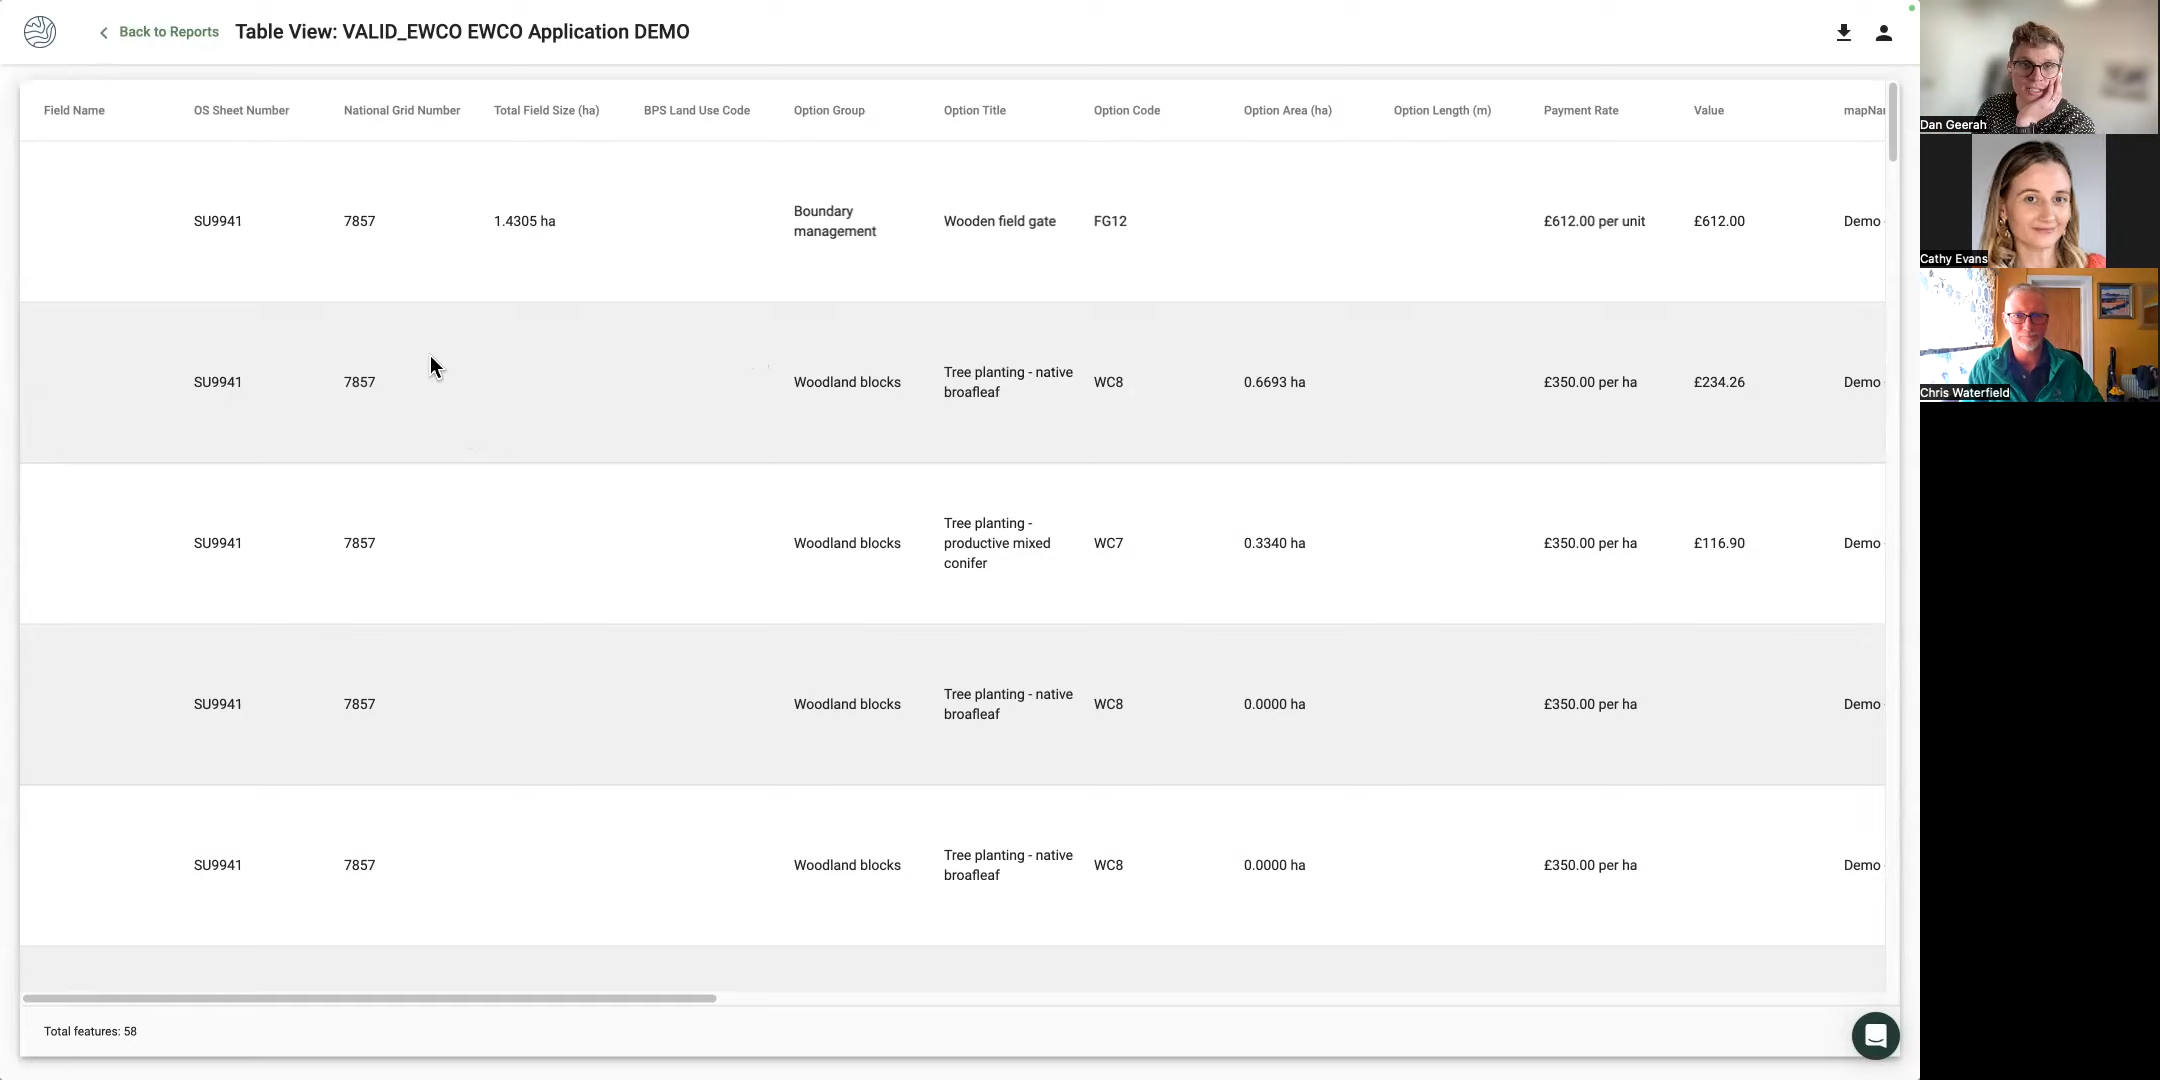 Back to Reports
Table View: VALID_EWCO EWCO Application DEMO
Field Name OS Sheet Number National Grid Number Total Field Size (ha) BPS Land Use Code Option Group Option Title Option Code Option Area (ha) Option Length (m) Payment Rate Value mapNar
SU9941 7857 1.4305 ha Boundary management Wooden field gate FG12 £612.00 per unit £612.00 Demo
SU9941 7857 Woodland blocks Tree planting - native broafleaf WC8 0.6693 ha £350.00 per ha £234.26 Demo
SU9941 7857 Woodland blocks Tree planting - productive mixed conifer WC7 0.3340 ha £350.00 per ha £116.90 Demo
SU9941 7857 Woodland blocks Tree planting - native broafleaf WC8 0.0000 ha £350.00 per ha Demo
SU9941 7857 Woodland blocks Tree planting - native broafleaf WC8 0.0000 ha £350.00 per ha Demo
Total features: 58
Dan Geerah
Cathy Evans
Chris Waterfield